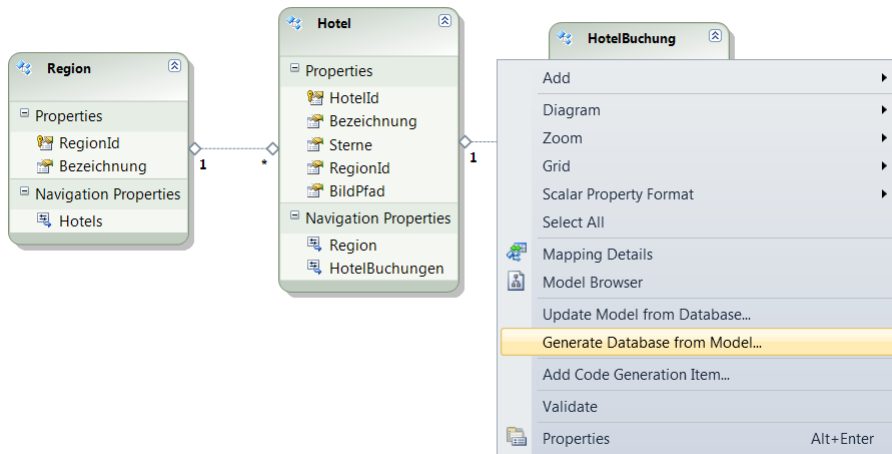 Region
Properties
RegionId
Bezeichnung
Navigation Properties
Hotels
1
*
Hotel
Properties
HotelId
Bezeichnung
Sterne
RegionId
BildPfad
Navigation Properties
Region
HotelBuchungen
1
HotelBuchung
Add
Diagram
Zoom
Grid
Scalar Property Format
Select All
Mapping Details
Model Browser
Update Model from Database...
Generate Database from Model...
Add Code Generation Item...
Validate
Properties Alt+Enter